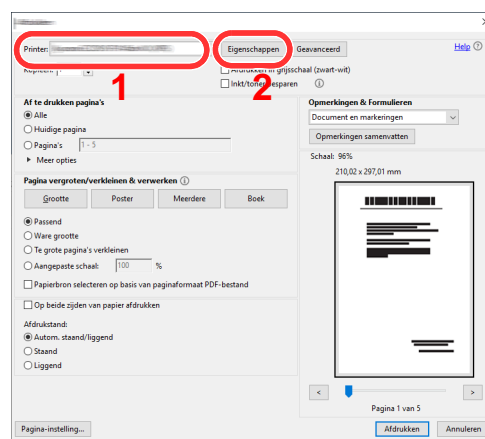 Printer:
Eigenschappen
Geavanceerd
Help
1
2
Afdrukken in grijsschaal (zwart-wit)
Inkt/toner besparen
Af te drukken pagina's
Alle
Huidige pagina
Pagina's 1 - 5
Meer opties
Opmerkingen & Formulieren
Document en markeringen
Opmerkingen samenvatten
Schaal: 96%
210,02 x 297,01 mm
Pagina vergroten/verkleinen & verwerken
Grootte Poster Meerdere Boek
Passend
Ware grootte
Te grote pagina's verkleinen
Aangepaste schaal: 100 %
Papierbron selecteren op basis van paginaformaat PDF-bestand
Op beide zijden van papier afdrukken
Afdrukstand:
Autom. staand/liggend
Staand
Liggend
<
>
Pagina 1 van 5
Pagina-instelling...
Afdrukken
Annuleren